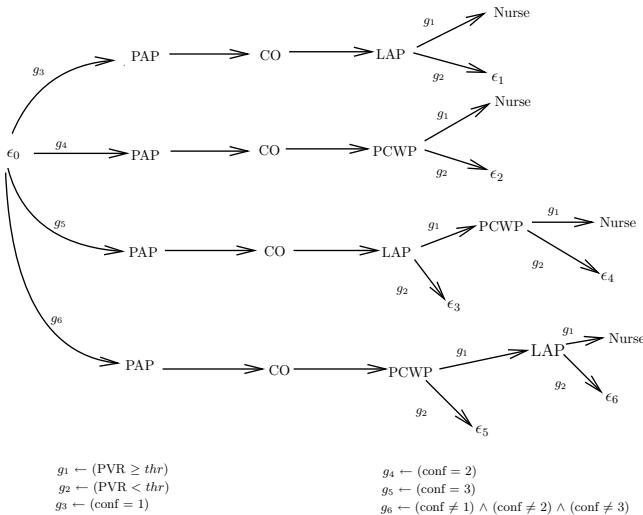 g₁ Nurse
g₃ PAP CO LAP
g₂ ϵ₁
g₁ Nurse
ϵ₀ g₄ PAP CO PCWP
g₂ ϵ₂
g₅ g₁ PCWP g₁ Nurse
PAP CO LAP
g₂ ϵ₃ g₂ ϵ₄
g₆ g₁ LAP g₁ Nurse
PAP CO PCWP
g₂ ϵ₅ g₂ ϵ₆
g₁ ← (PVR ≥ thr)
g₂ ← (PVR < thr)
g₃ ← (conf = 1)
g₄ ← (conf = 2)
g₅ ← (conf = 3)
g₆ ← (conf ≠ 1) ∧ (conf ≠ 2) ∧ (conf ≠ 3)